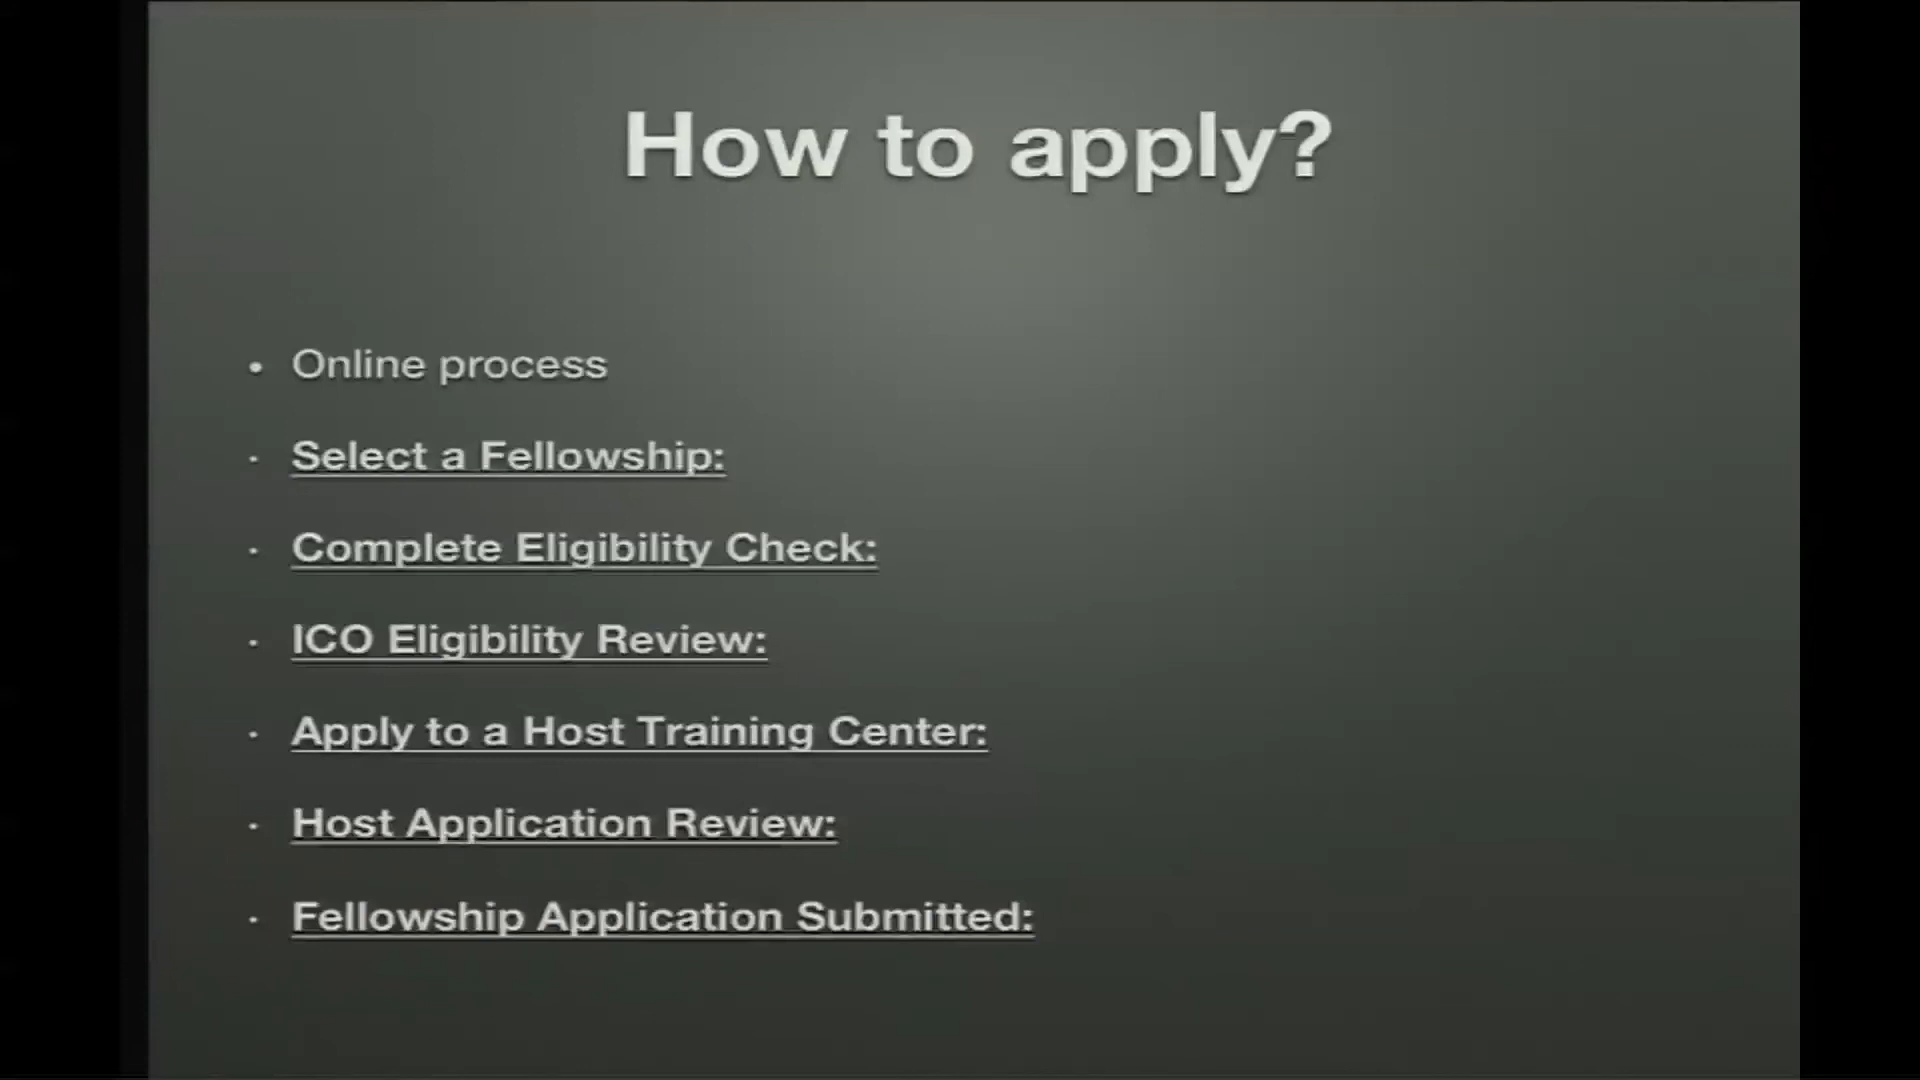 How to apply?
• Online process
· Select a Fellowship:
· Complete Eligibility Check:
· ICO Eligibility Review:
· Apply to a Host Training Center:
· Host Application Review:
· Fellowship Application Submitted: